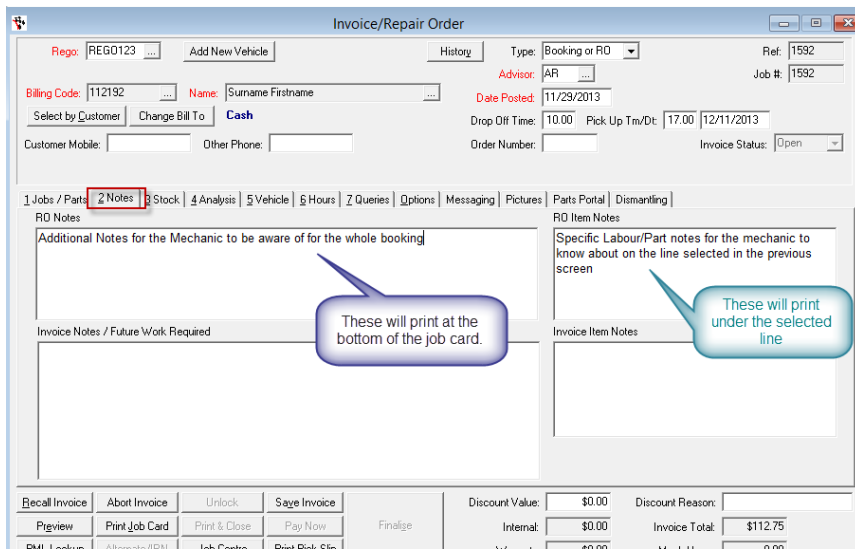 Invoice/Repair Order
Rego: REGO123 ... Add New Vehicle History Type: Booking or RO Ref: 1592
Advisor: AR ... Job #: 1592
Billing Code: 112192 ... Name: Surname Firstname ... Date Posted: 11/29/2013
Select by Customer Change Bill To Cash Drop Off Time: 10.00 Pick Up Tm/Dt: 17.00 12/11/2013
Customer Mobile: Other Phone: Order Number: Invoice Status: Open
1 Jobs / Parts 2 Notes 3 Stock 4 Analysis 5 Vehicle 6 Hours 7 Queries Options Messaging Pictures Parts Portal Dismantling
RO Notes RO Item Notes
Additional Notes for the Mechanic to be aware of for the whole booking
Specific Labour/Part notes for the mechanic to
know about on the line selected in the previous
screen
These will print at the
bottom of the job card.
These will print
under the selected
line
Invoice Notes / Future Work Required Invoice Item Notes
Recall Invoice Abort Invoice Unlock Save Invoice Discount Value: $0.00 Discount Reason:
Preview Print Job Card Print & Close Pay Now Finalise Internal: $0.00 Invoice Total: $112.75
Job Centre Print Pick Slip $0.00 0.00